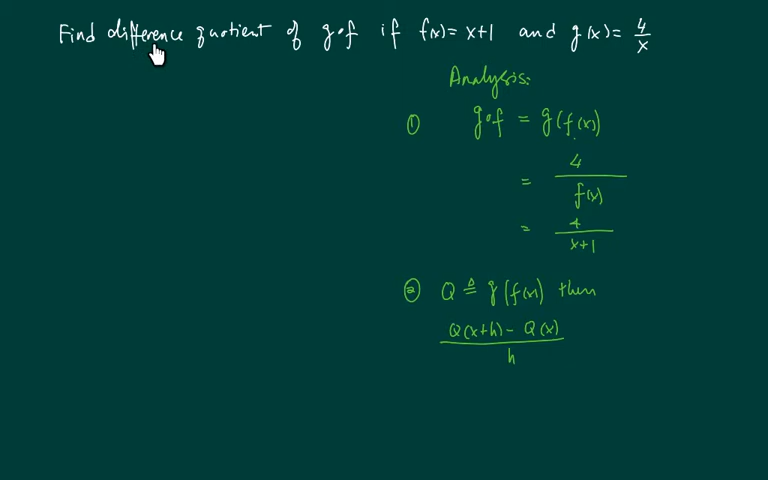 Find difference quotient of g∘f if f(x) = x+1 and g(x) = 4/x
Analysis:
① g∘f = g(f(x))
= 4/f(x)
= 4/x+1
② Q ≜ g(f(x)) then
Q(x+h) - Q(x)
h